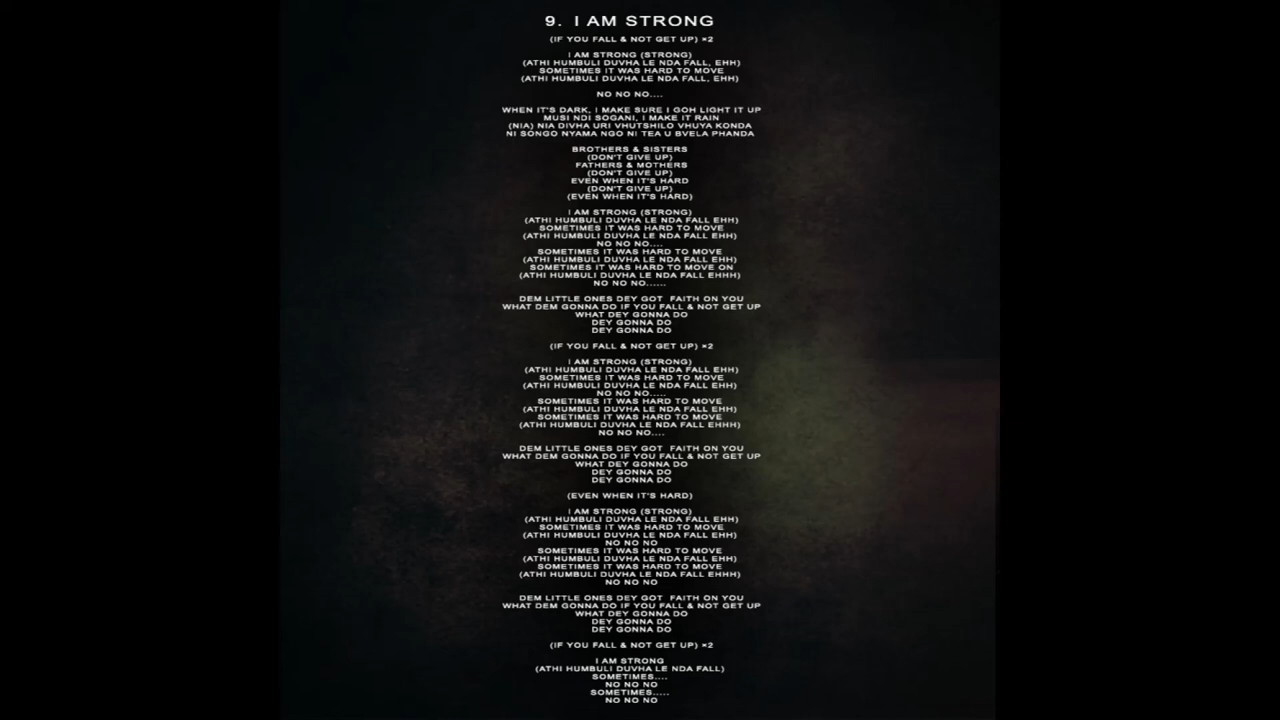 9. I AM STRONG
(IF YOU FALL & NOT GET UP) ×2
I AM STRONG (STRONG)
(ATHI HUMBULI DUVHA LE NDA FALL, EHH)
SOMETIMES IT WAS HARD TO MOVE
(ATHI HUMBULI DUVHA LE NDA FALL, EHH)
NO NO NO....
WHEN IT'S DARK, I MAKE SURE I GOH LIGHT IT UP
MUSI NDI SOGANI, I MAKE IT RAIN
(NIA) NIA DIVHA URI VHUTSHILO VHUYA KONDA
NI SONGO NYAMA NGO NI TEA U BVELA PHANDA
BROTHERS & SISTERS
(DON'T GIVE UP)
FATHERS & MOTHERS
(DON'T GIVE UP)
EVEN WHEN IT'S HARD
(DON'T GIVE UP)
(EVEN WHEN IT'S HARD)
I AM STRONG (STRONG)
(ATHI HUMBULI DUVHA LE NDA FALL EHH)
SOMETIMES IT WAS HARD TO MOVE
(ATHI HUMBULI DUVHA LE NDA FALL EHH)
NO NO NO....
SOMETIMES IT WAS HARD TO MOVE
(ATHI HUMBULI DUVHA LE NDA FALL EHH)
SOMETIMES IT WAS HARD TO MOVE ON
(ATHI HUMBULI DUVHA LE NDA FALL EHHH)
NO NO NO......
DEM LITTLE ONES DEY GOT FAITH ON YOU
WHAT DEM GONNA DO IF YOU FALL & NOT GET UP
WHAT DEY GONNA DO
DEY GONNA DO
DEY GONNA DO
(IF YOU FALL & NOT GET UP) ×2
I AM STRONG (STRONG)
(ATHI HUMBULI DUVHA LE NDA FALL EHH)
SOMETIMES IT WAS HARD TO MOVE
(ATHI HUMBULI DUVHA LE NDA FALL EHH)
NO NO NO.....
SOMETIMES IT WAS HARD TO MOVE
(ATHI HUMBULI DUVHA LE NDA FALL EHH)
SOMETIMES IT WAS HARD TO MOVE
(ATHI HUMBULI DUVHA LE NDA FALL EHHH)
NO NO NO....
DEM LITTLE ONES DEY GOT FAITH ON YOU
WHAT DEM GONNA DO IF YOU FALL & NOT GET UP
WHAT DEY GONNA DO
DEY GONNA DO
DEY GONNA DO
(EVEN WHEN IT'S HARD)
I AM STRONG (STRONG)
(ATHI HUMBULI DUVHA LE NDA FALL EHH)
SOMETIMES IT WAS HARD TO MOVE
(ATHI HUMBULI DUVHA LE NDA FALL EHH)
NO NO NO
SOMETIMES IT WAS HARD TO MOVE
(ATHI HUMBULI DUVHA LE NDA FALL EHH)
SOMETIMES IT WAS HARD TO MOVE
(ATHI HUMBULI DUVHA LE NDA FALL EHHH)
NO NO NO
DEM LITTLE ONES DEY GOT FAITH ON YOU
WHAT DEM GONNA DO IF YOU FALL & NOT GET UP
WHAT DEY GONNA DO
DEY GONNA DO
DEY GONNA DO
(IF YOU FALL & NOT GET UP) ×2
I AM STRONG
(ATHI HUMBULI DUVHA LE NDA FALL)
SOMETIMES....
NO NO NO
SOMETIMES.....
NO NO NO